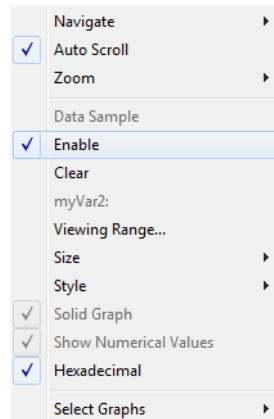 Navigate
Auto Scroll
Zoom
Data Sample
Enable
Clear
myVar2:
Viewing Range...
Size
Style
Solid Graph
Show Numerical Values
Hexadecimal
Select Graphs